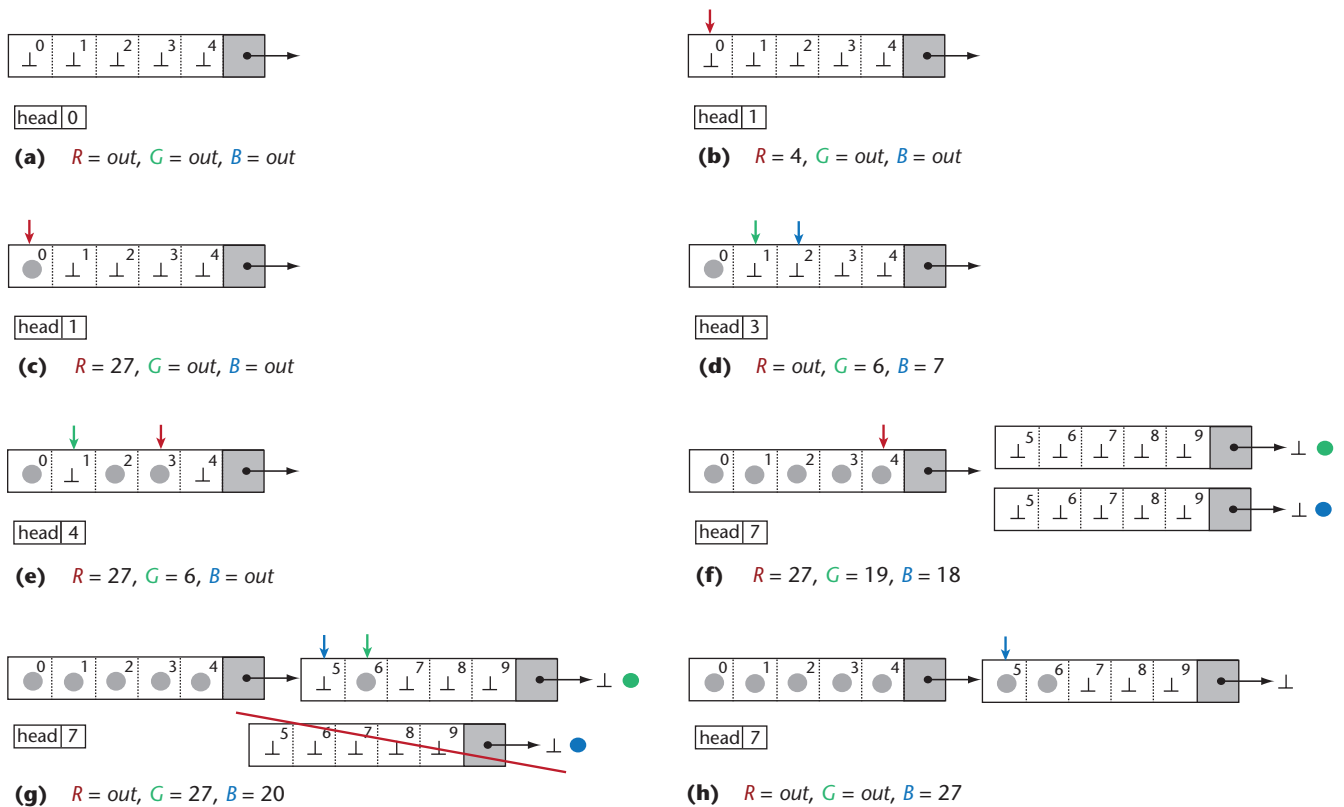 ⊥ 0 ⊥ 1 ⊥ 2 ⊥ 3 ⊥ 4
head 0
(a) R = out, G = out, B = out
⊥ 0 ⊥ 1 ⊥ 2 ⊥ 3 ⊥ 4
head 1
(b) R = 4, G = out, B = out
0 ⊥ 1 ⊥ 2 ⊥ 3 ⊥ 4
head 1
(c) R = 27, G = out, B = out
0 ⊥ 1 ⊥ 2 ⊥ 3 ⊥ 4
head 3
(d) R = out, G = 6, B = 7
0 ⊥ 1 2 3 ⊥ 4
head 4
(e) R = 27, G = 6, B = out
0 1 2 3 4
⊥ 5 ⊥ 6 ⊥ 7 ⊥ 8 ⊥ 9 ⊥
⊥ 5 ⊥ 6 ⊥ 7 ⊥ 8 ⊥ 9 ⊥
head 7
(f) R = 27, G = 19, B = 18
0 1 2 3 4
⊥ 5 6 ⊥ 7 ⊥ 8 ⊥ 9 ⊥
head 7
⊥ 5 ⊥ 6 ⊥ 7 ⊥ 8 ⊥ 9 ⊥
(g) R = out, G = 27, B = 20
0 1 2 3 4
5 6 ⊥ 7 ⊥ 8 ⊥ 9 ⊥
head 7
(h) R = out, G = out, B = 27